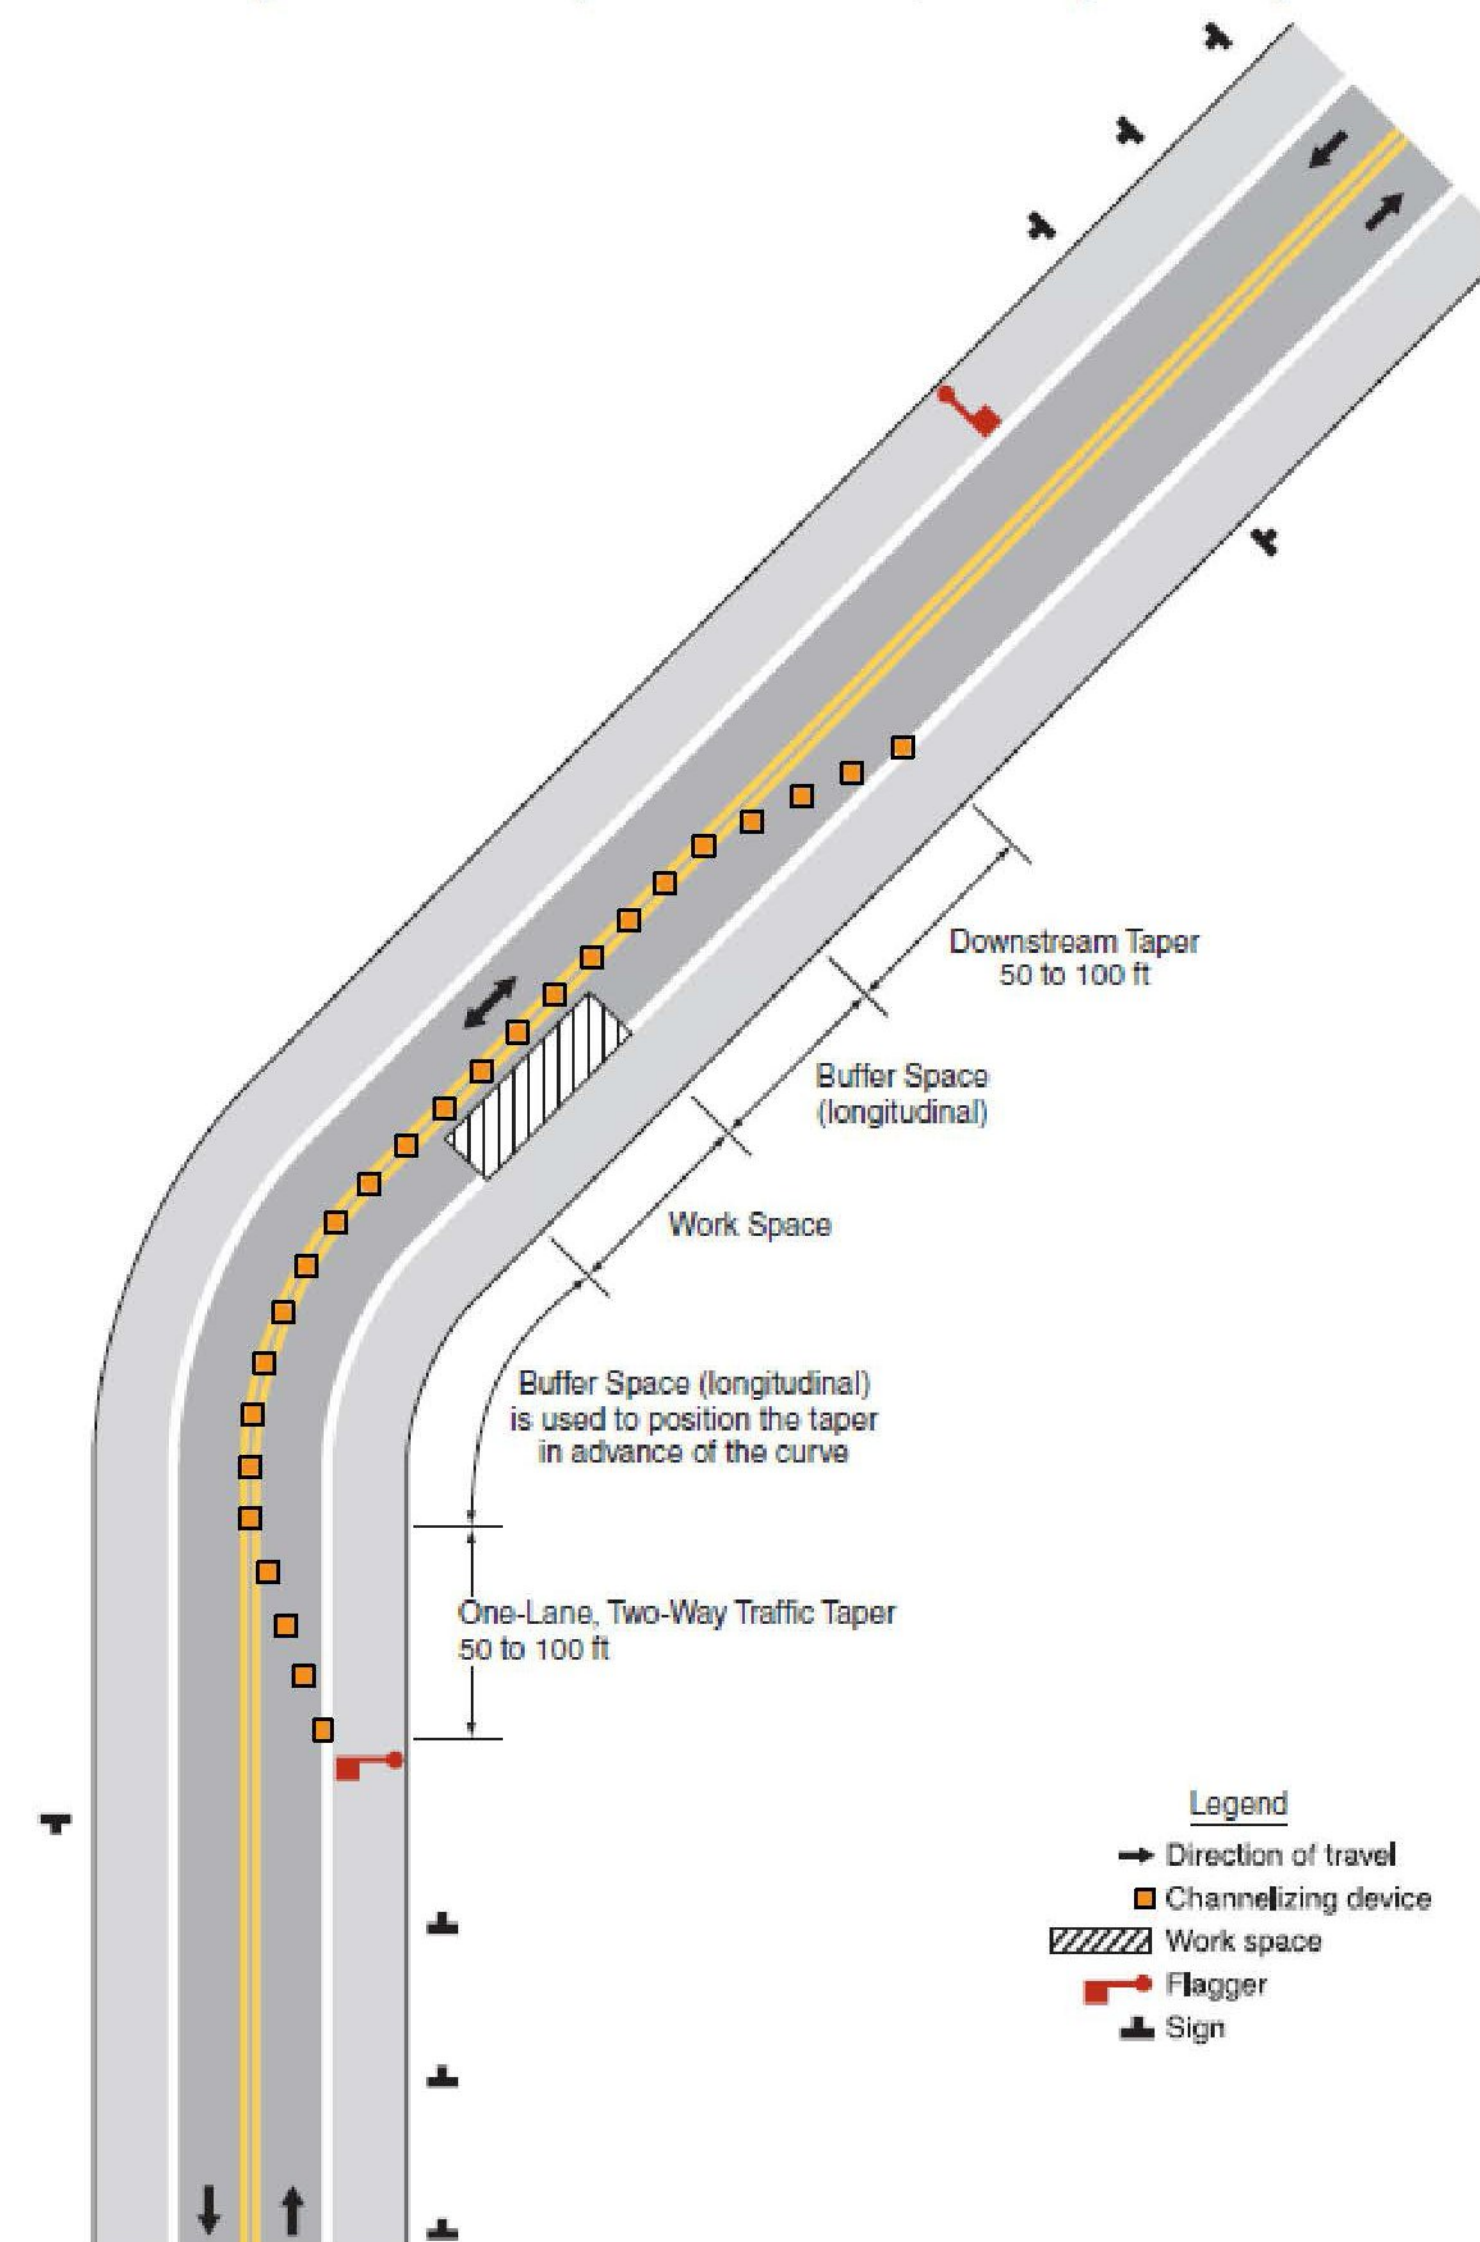 Downstream Taper
50 to 100 ft
Buffer Space
(longitudinal)
Work Space
Buffer Space (longitudinal)
is used to position the taper
in advance of the curve
One-Lane, Two-Way Traffic Taper
50 to 100 ft
Legend
Direction of travel
Channelizing device
Work space
Flagger
Sign